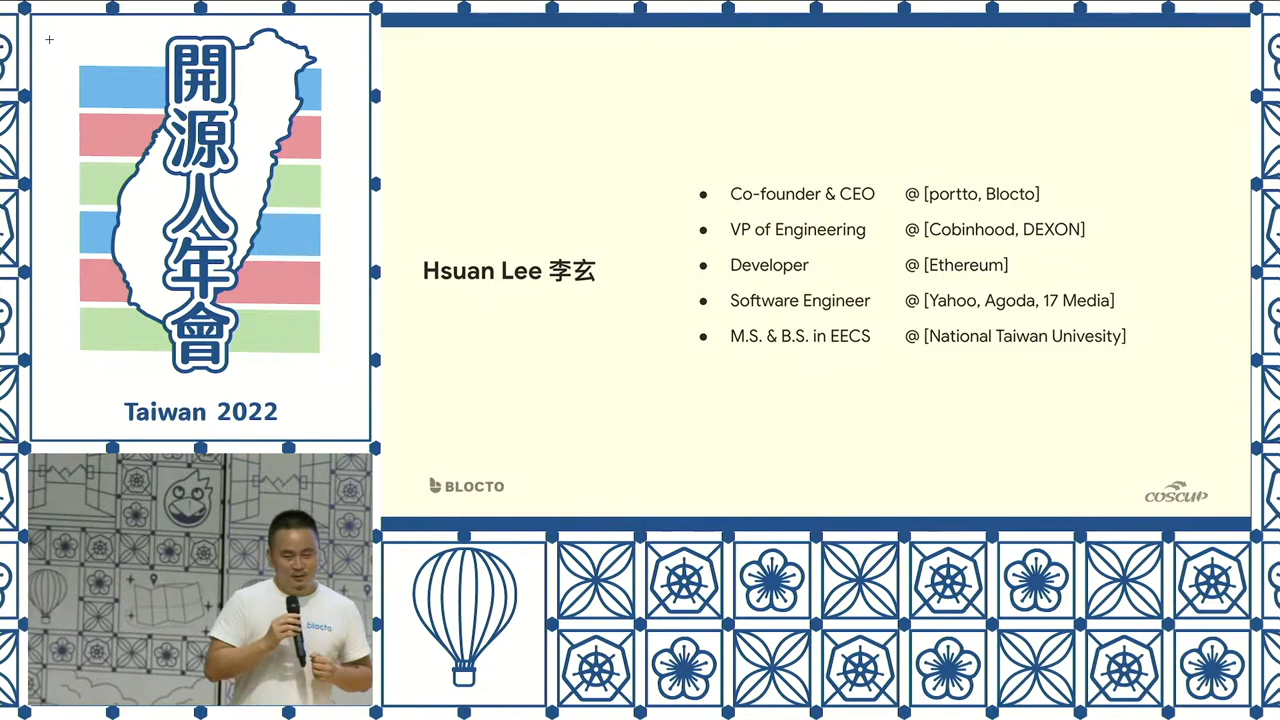 開源人年會
Taiwan 2022
Hsuan Lee 李玄
● Co-founder & CEO @ [portto, Blocto]
● VP of Engineering @ [Cobinhood, DEXON]
● Developer @ [Ethereum]
● Software Engineer @ [Yahoo, Agoda, 17 Media]
● M.S. & B.S. in EECS @ [National Taiwan Univesity]
BLOCTO
COSCUP
blocto